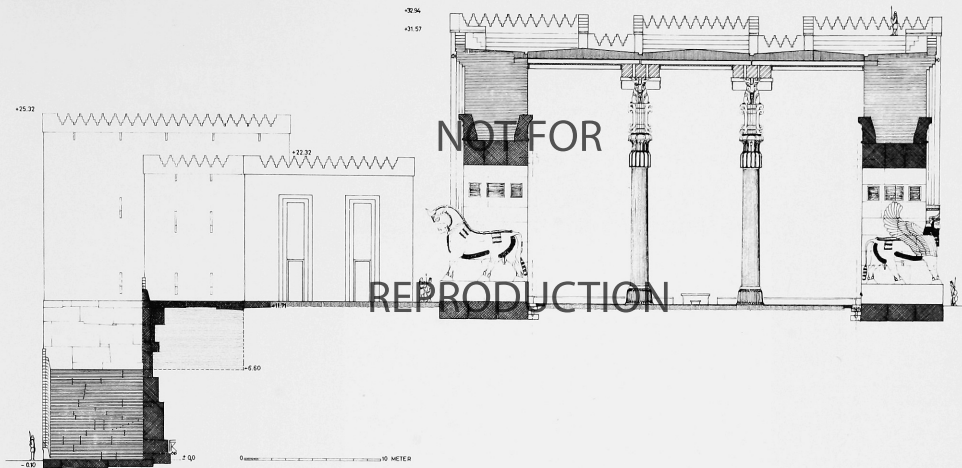 +32.94
+31.57
+25.32
+22.32
NOT FOR
REPRODUCTION
+6.60
± 0,0
- 0.10
0 10 METER